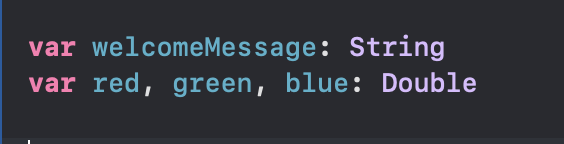 var welcomeMessage: String
var red, green, blue: Double